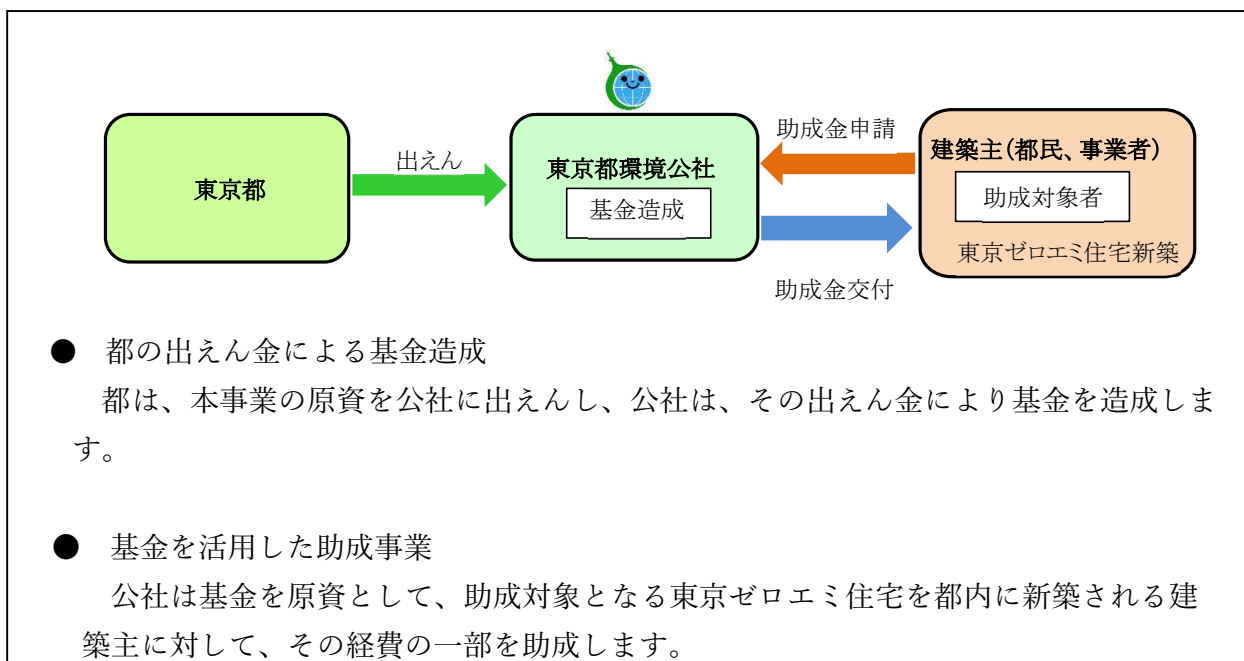 東京都
出えん
東京都環境公社
基金造成
助成金申請
助成金交付
建築主(都民、事業者)
助成対象者
東京ゼロエミ住宅新築
● 都の出えん金による基金造成
都は、本事業の原資を公社に出えんし、公社は、その出えん金により基金を造成しま
す。
● 基金を活用した助成事業
公社は基金を原資として、助成対象となる東京ゼロエミ住宅を都内に新築される建
築主に対して、その経費の一部を助成します。